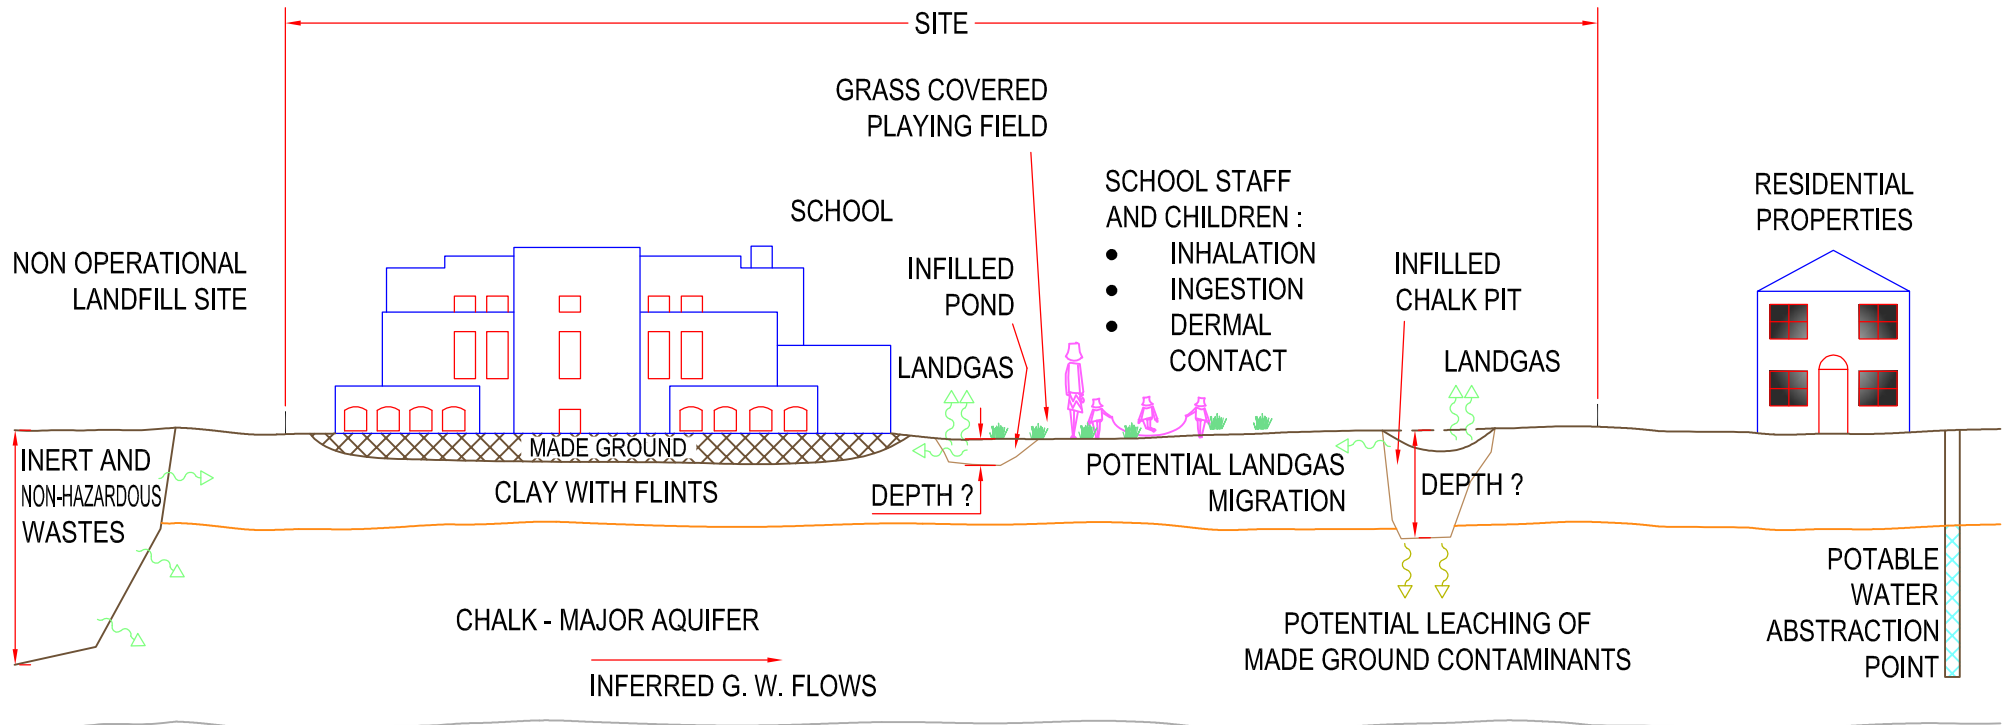 SITE
GRASS COVERED
PLAYING FIELD
SCHOOL STAFF
AND CHILDREN :
• INHALATION
• INGESTION
• DERMAL
CONTACT
RESIDENTIAL
PROPERTIES
SCHOOL
NON OPERATIONAL
LANDFILL SITE
INFILLED
POND
INFILLED
CHALK PIT
LANDGAS
LANDGAS
MADE GROUND
INERT AND
NON-HAZARDOUS
WASTES
CLAY WITH FLINTS
DEPTH ?
POTENTIAL LANDGAS
MIGRATION
DEPTH ?
CHALK - MAJOR AQUIFER
INFERRED G. W. FLOWS
POTENTIAL LEACHING OF
MADE GROUND CONTAMINANTS
POTABLE
WATER
ABSTRACTION
POINT